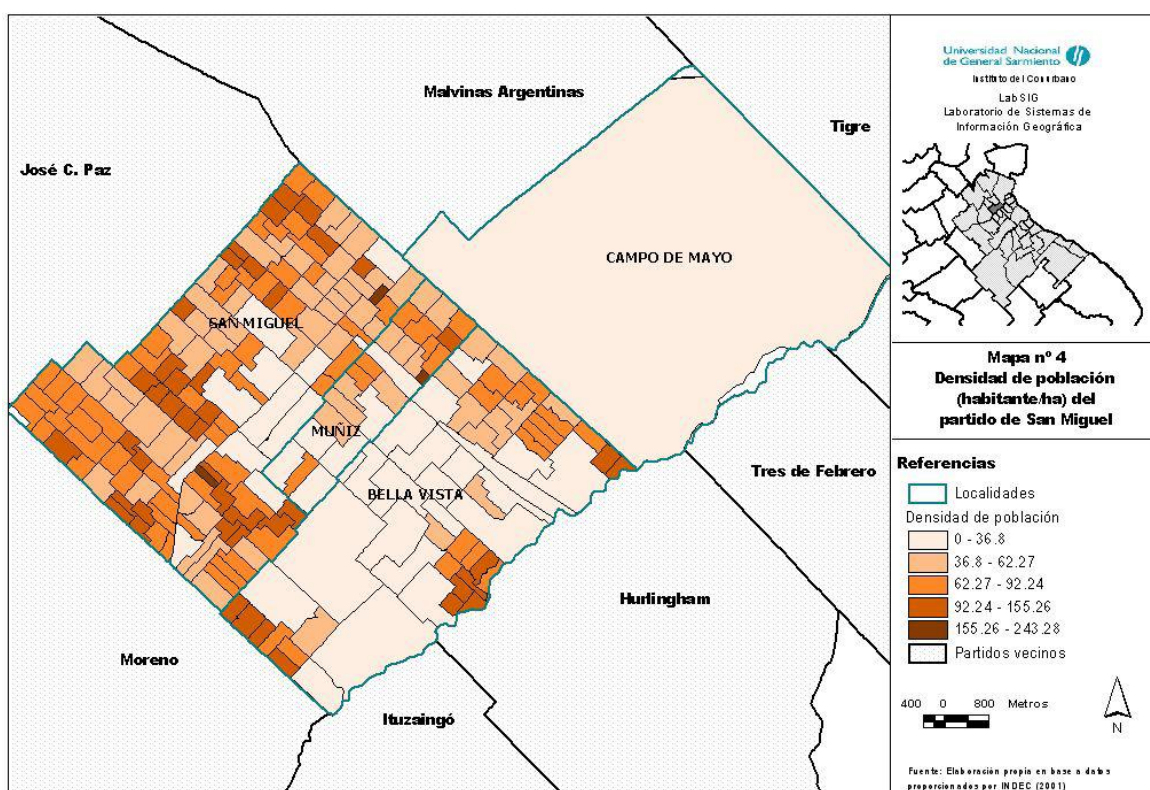 Malvinas Argentinas
Tigre
José C. Paz
CAMPO DE MAYO
SAN MIGUEL
MUÑIZ
BELLA VISTA
Tres de Febrero
Hurlingham
Moreno
Ituzaingó
Universidad Nacional
de General Sarmiento
Instituto del Conurbano
LabSIG
Laboratorio de Sistemas de
Información Geográfica
Mapa nº 4
Densidad de población
(habitante/ha) del
partido de San Miguel
Referencias
Localidades
Densidad de población
0 - 36.8
36.8 - 62.27
62.27 - 92.24
92.24 - 155.26
155.26 - 243.28
Partidos vecinos
400 0 800 Metros
N
Fuente: Elaboración propia en base a datos
proporcionados por INDEC (2001)